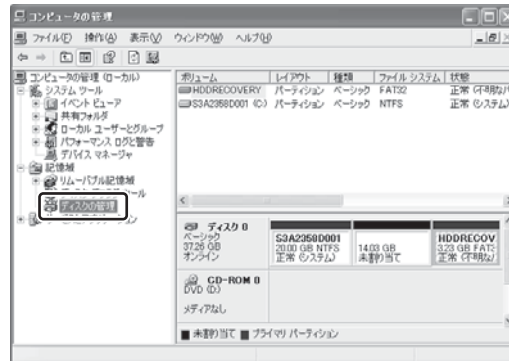 コンピュータの管理
ファイル(F) 操作(A) 表示(V) ウィンドウ(W) ヘルプ(H)
コンピュータの管理 (ローカル)
システム ツール
イベント ビューア
共有フォルダ
ローカル ユーザーとグループ
パフォーマンス ログと警告
デバイス マネージャ
記憶域
リムーバブル記憶域
ール
ディスクの管理
ション
ボリューム レイアウト 種類 ファイル システム 状態
HDDRECOVERY パーティション ベーシック FAT32 正常 (不明な
S3A2358D001 (C:) パーティション ベーシック NTFS 正常 (システム)
ディスク 0
ベーシック
37.26 GB
オンライン
S3A2358D001
20.00 GB NTFS
正常 (システム)
14.03 GB
未割り当て
HDDRECOV
3.23 GB FAT3
正常 (不明な)
CD-ROM 0
DVD (D:)
メディアなし
未割り当て プライマリ パーティション